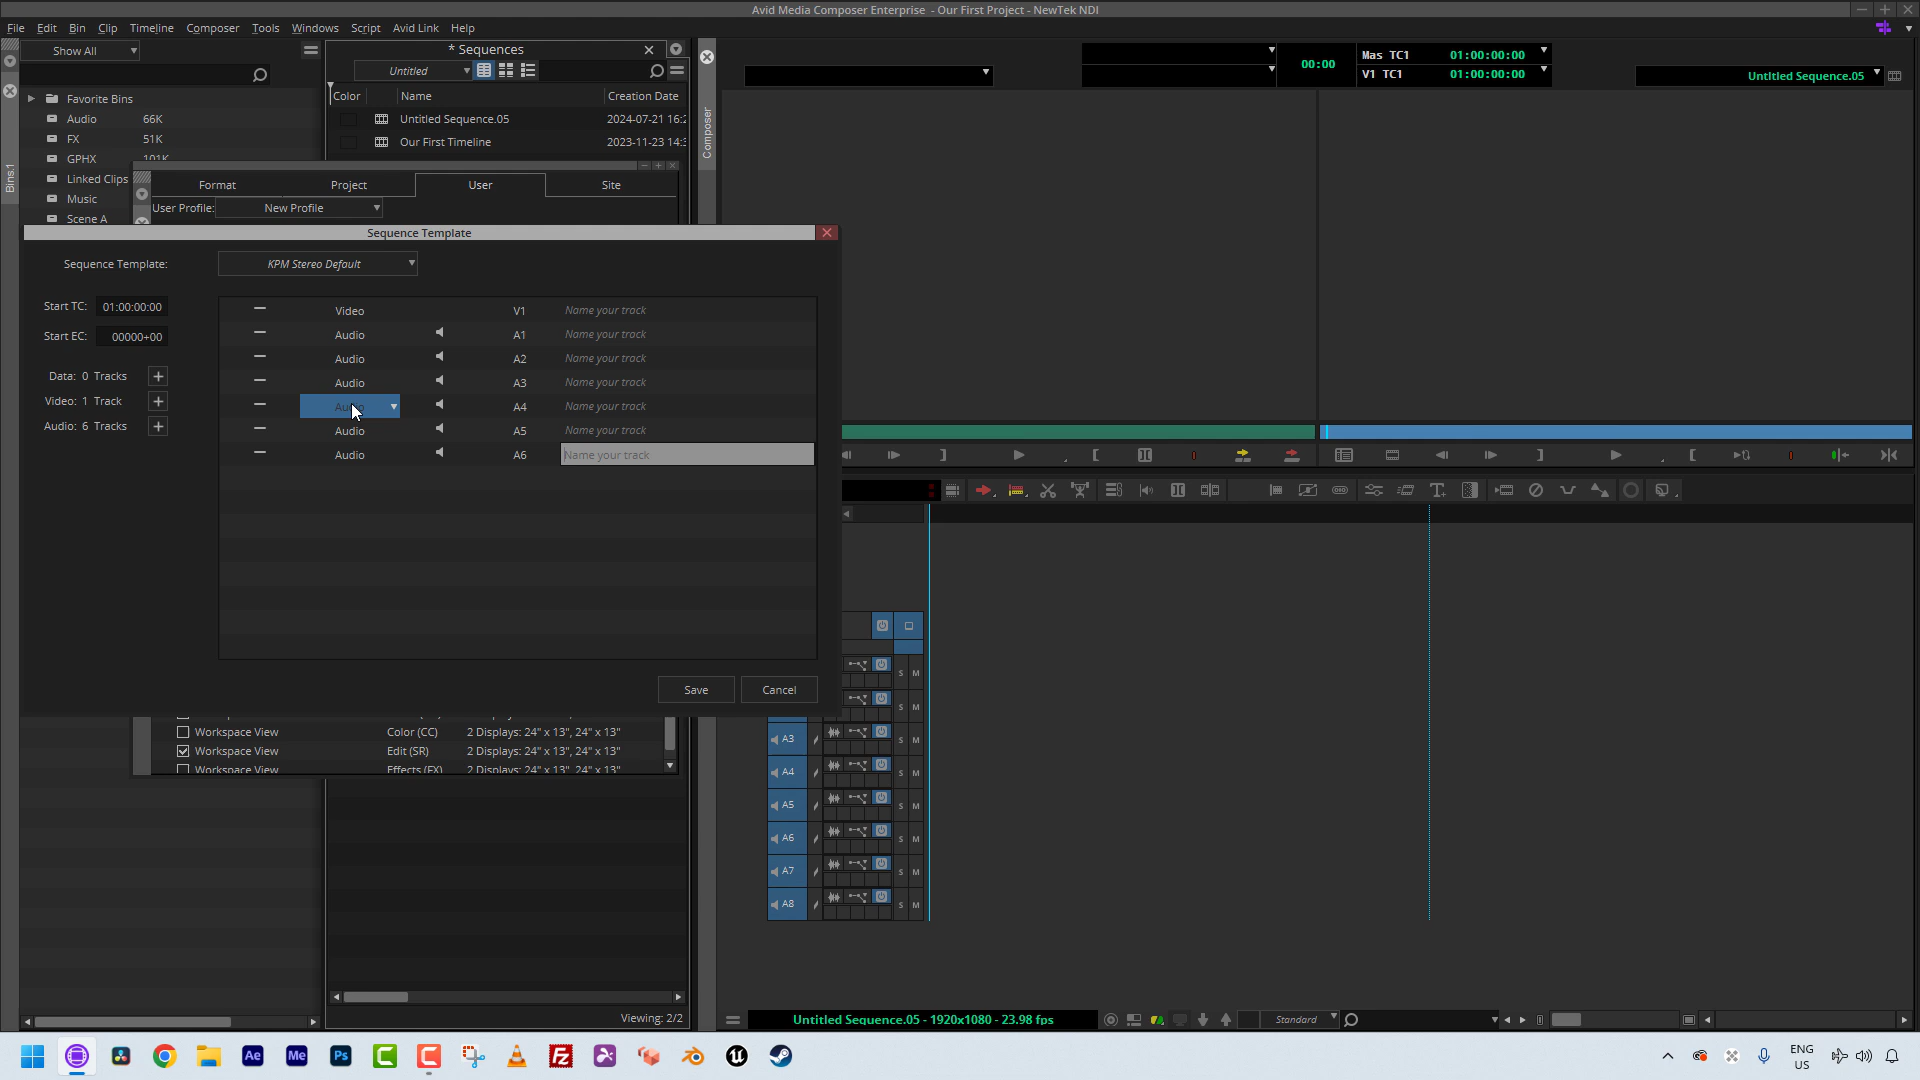 Avid Media Composer Enterprise - Our First Project - NewTek NDI
File Edit Bin Clip Timeline Composer Tools Windows Script Avid Link Help
Show All
* Sequences
Untitled
Color Name Creation Date
Untitled Sequence.05 2024-07-21 16:2
Our First Timeline 2023-11-23 14:3
Bins:1
Favorite Bins
Audio 66K
FX 51K
GPHX 101K
Linked Clips
Music
Scene A
Composer
00:00
Mas TC1 01:00:00:00
V1 TC1 01:00:00:00
Untitled Sequence.05
Format Project User Site
User Profile: New Profile
Sequence Template
Sequence Template: KPM Stereo Default
Start TC: 01:00:00:00
Start EC: 00000+00
Data: 0 Tracks +
Video: 1 Track +
Audio: 6 Tracks +
Video V1 Name your track
Audio A1 Name your track
Audio A2 Name your track
Audio A3 Name your track
Audio A4 Name your track
Audio A5 Name your track
Audio A6 Name your track
Save Cancel
Workspace View Color (CC) 2 Displays: 24" x 13", 24" x 13"
Workspace View Edit (SR) 2 Displays: 24" x 13", 24" x 13"
Workspace View Effects (FX) 2 Displays: 24" x 13", 24" x 13"
S M
S M
A3 S M
A4 S M
A5 S M
A6 S M
A7 S M
A8 S M
Viewing: 2/2
Untitled Sequence.05 - 1920x1080 - 23.98 fps
Standard
Ae Me Ps C C Fz
ENG
US